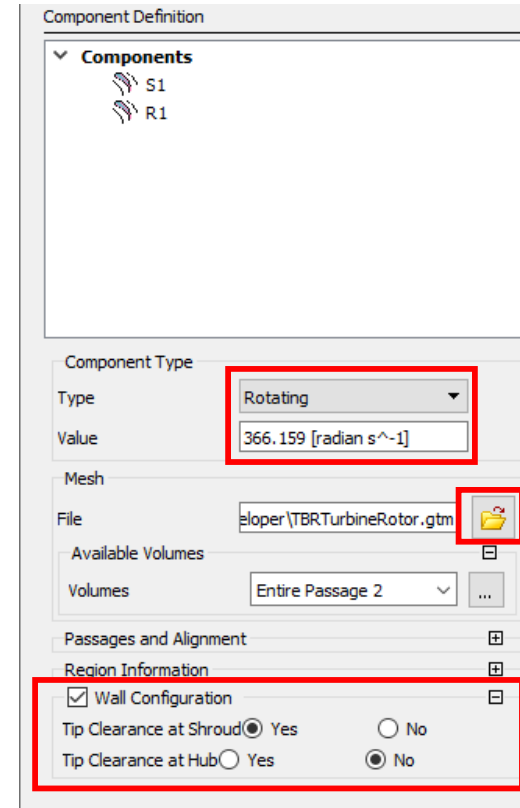 Component Definition
Components
S1
R1
Component Type
Type Rotating
Value 366.159 [radian s^-1]
Mesh
File eloper\TBRTurbineRotor.gtm
Available Volumes
Volumes Entire Passage 2 ...
Passages and Alignment
Region Information
Wall Configuration
Tip Clearance at Shroud Yes No
Tip Clearance at Hub Yes No